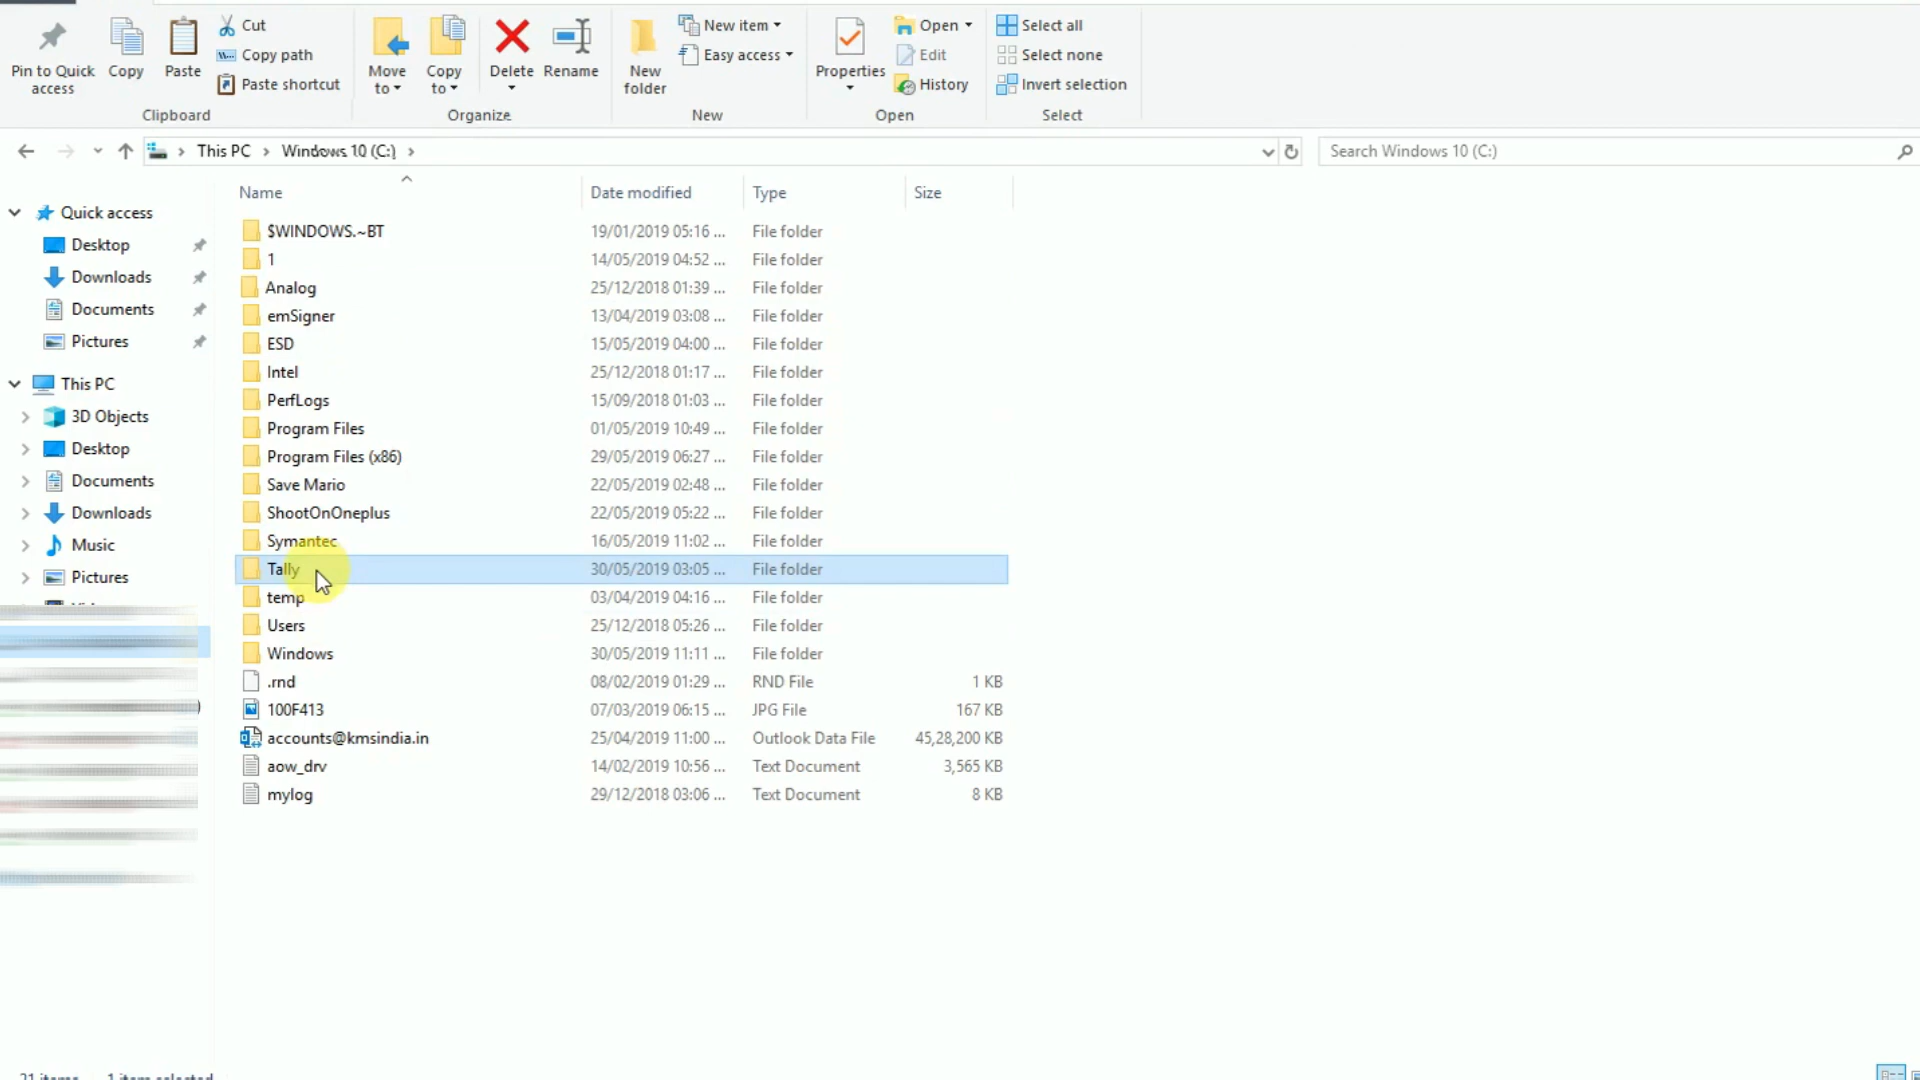 Pin to Quick access
Copy
Paste
Cut
Copy path
Paste shortcut
Clipboard
Move to
Copy to
Delete
Rename
Organize
New folder
New item
Easy access
New
Properties
Open
Edit
History
Open
Select all
Select none
Invert selection
Select
This PC > Windows 10 (C:) >
Search Windows 10 (C:)
Quick access
Desktop
Downloads
Documents
Pictures
This PC
3D Objects
Desktop
Documents
Downloads
Music
Pictures
Name Date modified Type Size
$WINDOWS.~BT 19/01/2019 05:16 ... File folder
1 14/05/2019 04:52 ... File folder
Analog 25/12/2018 01:39 ... File folder
emSigner 13/04/2019 03:08 ... File folder
ESD 15/05/2019 04:00 ... File folder
Intel 25/12/2018 01:17 ... File folder
PerfLogs 15/09/2018 01:03 ... File folder
Program Files 01/05/2019 10:49 ... File folder
Program Files (x86) 29/05/2019 06:27 ... File folder
Save Mario 22/05/2019 02:48 ... File folder
ShootOnOneplus 22/05/2019 05:22 ... File folder
Symantec 16/05/2019 11:02 ... File folder
Tally 30/05/2019 03:05 ... File folder
temp 03/04/2019 04:16 ... File folder
Users 25/12/2018 05:26 ... File folder
Windows 30/05/2019 11:11 ... File folder
.rnd 08/02/2019 01:29 ... RND File 1 KB
100F413 07/03/2019 06:15 ... JPG File 167 KB
accounts@kmsindia.in 25/04/2019 11:00 ... Outlook Data File 45,28,200 KB
aow_drv 14/02/2019 10:56 ... Text Document 3,565 KB
mylog 29/12/2018 03:06 ... Text Document 8 KB
21 items 1 item selected